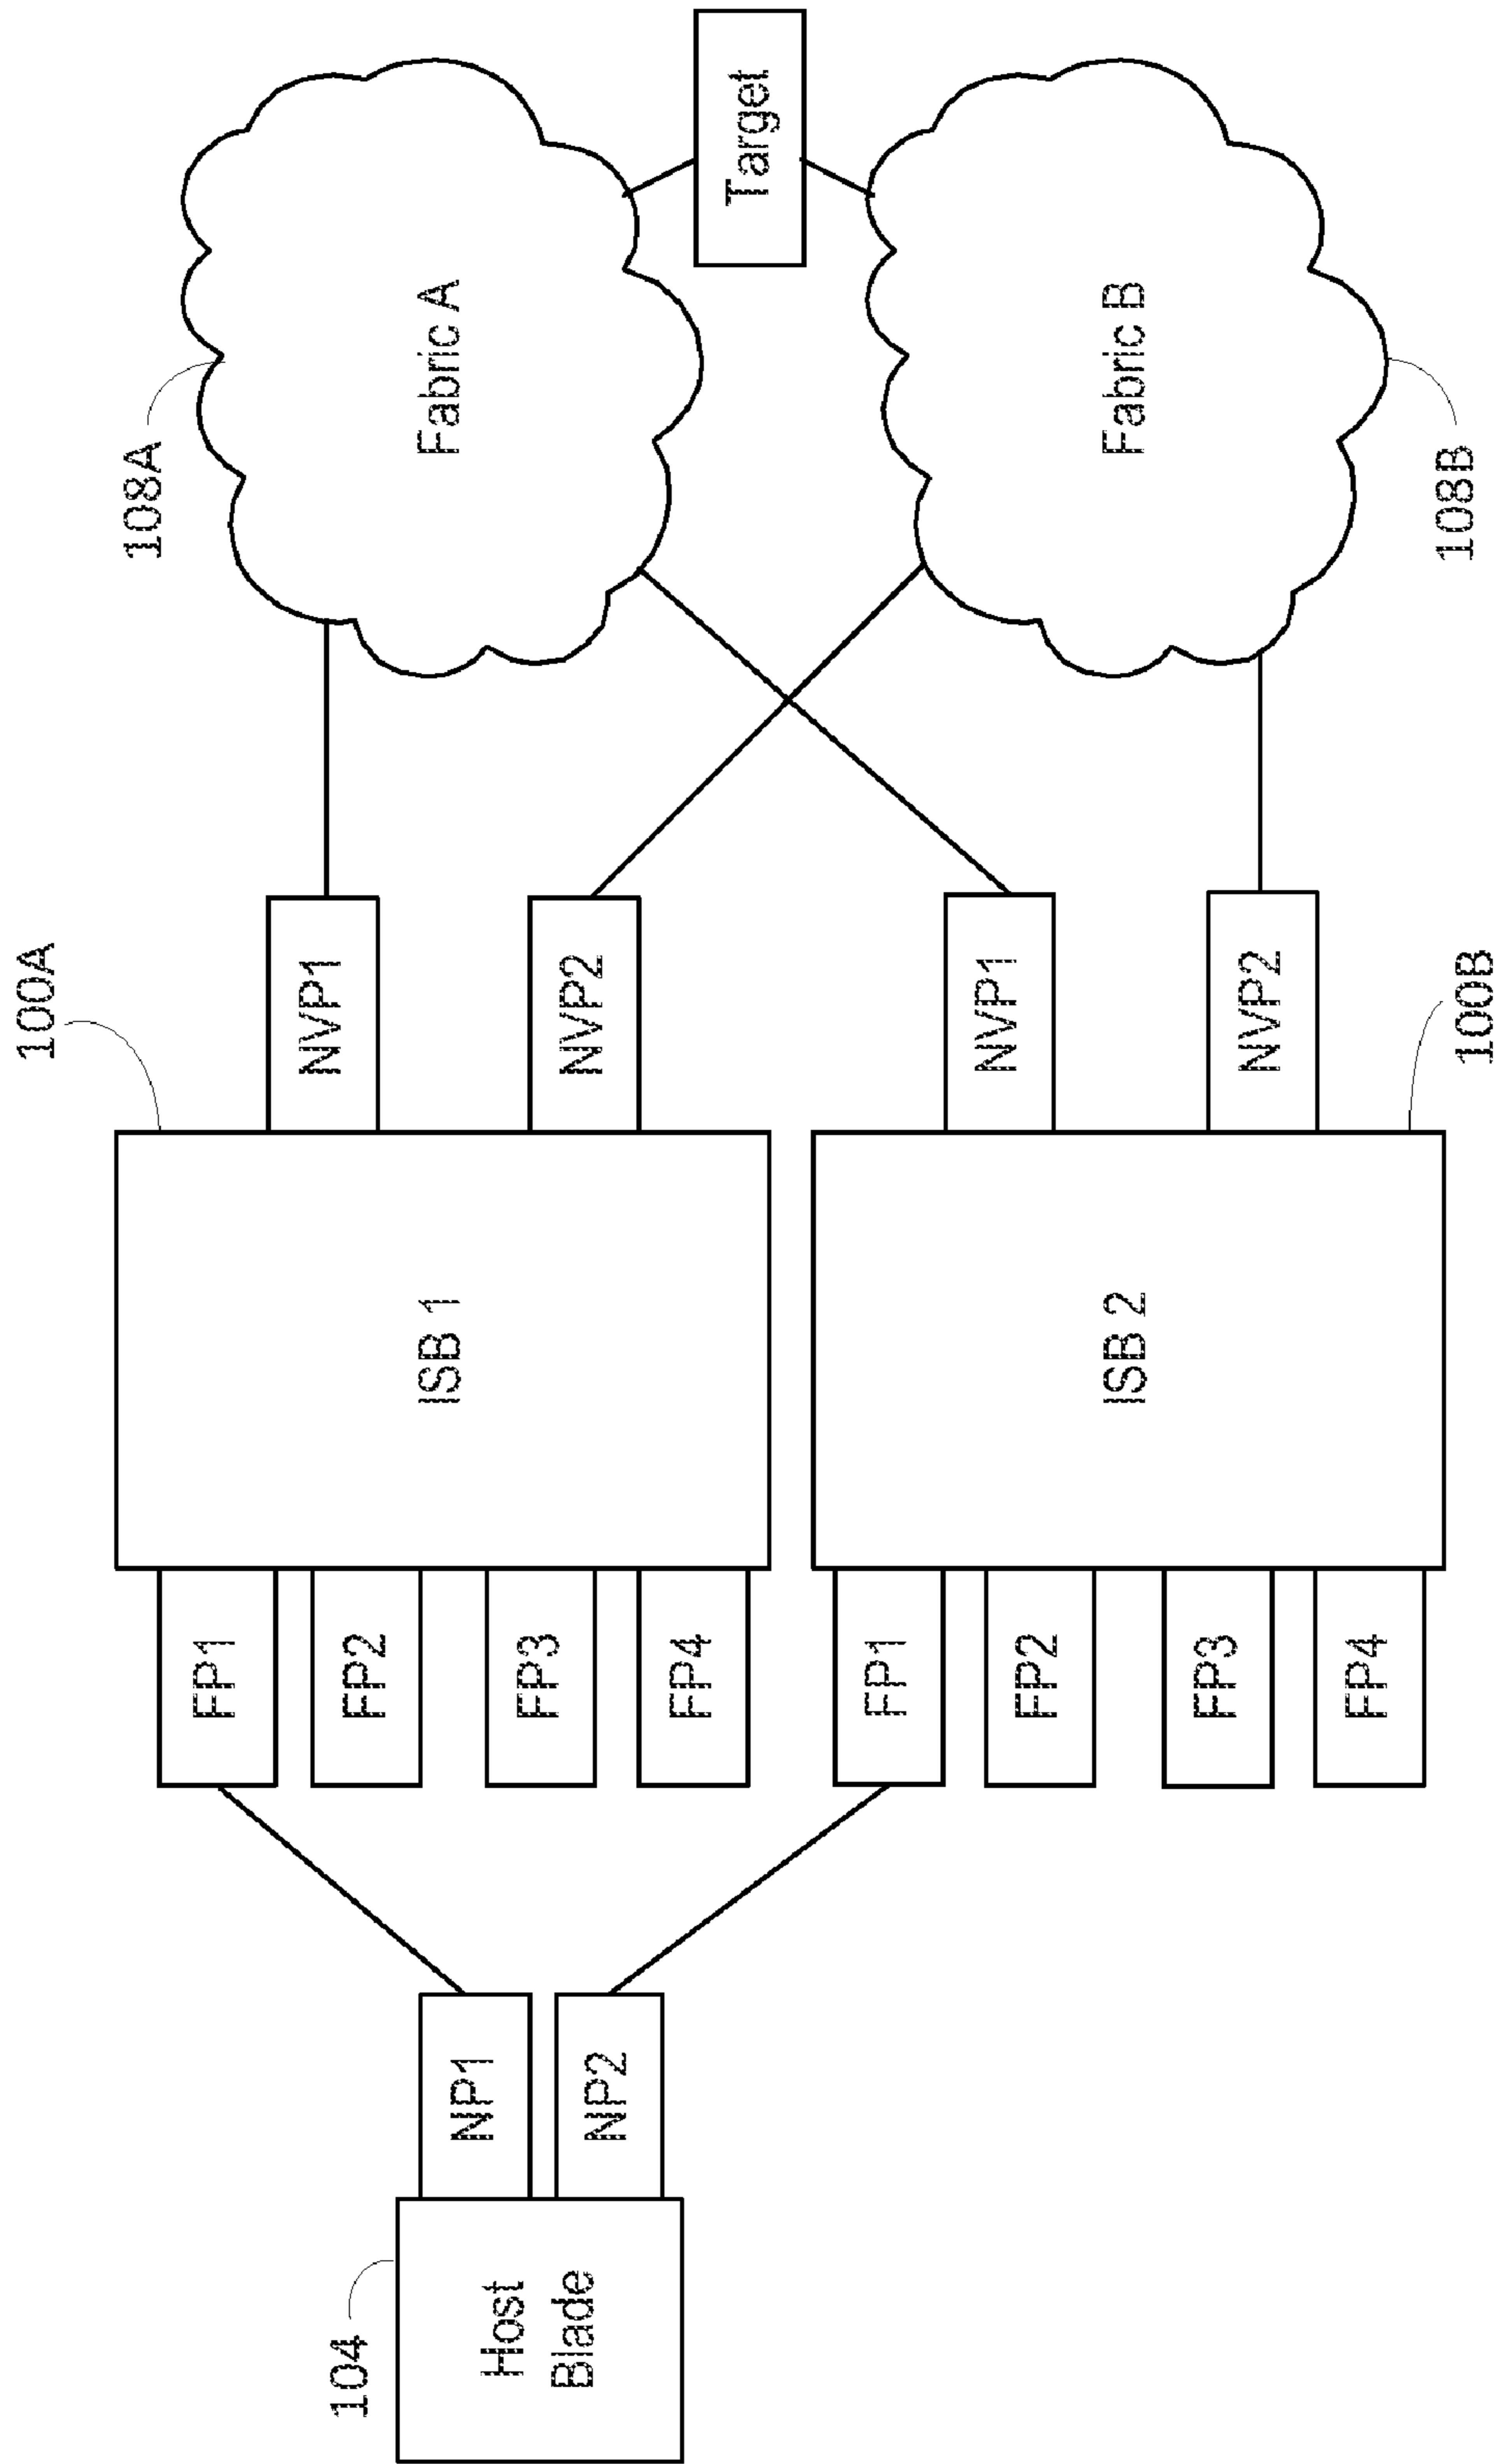 104
Host
Blade
NP1
NP2
FP1
FP2
FP3
FP4
FP1
FP2
FP3
FP4
100A
ISB 1
ISB 2
100B
NVP1
NVP2
NVP1
NVP2
108A
Fabric A
Fabric B
108B
Target